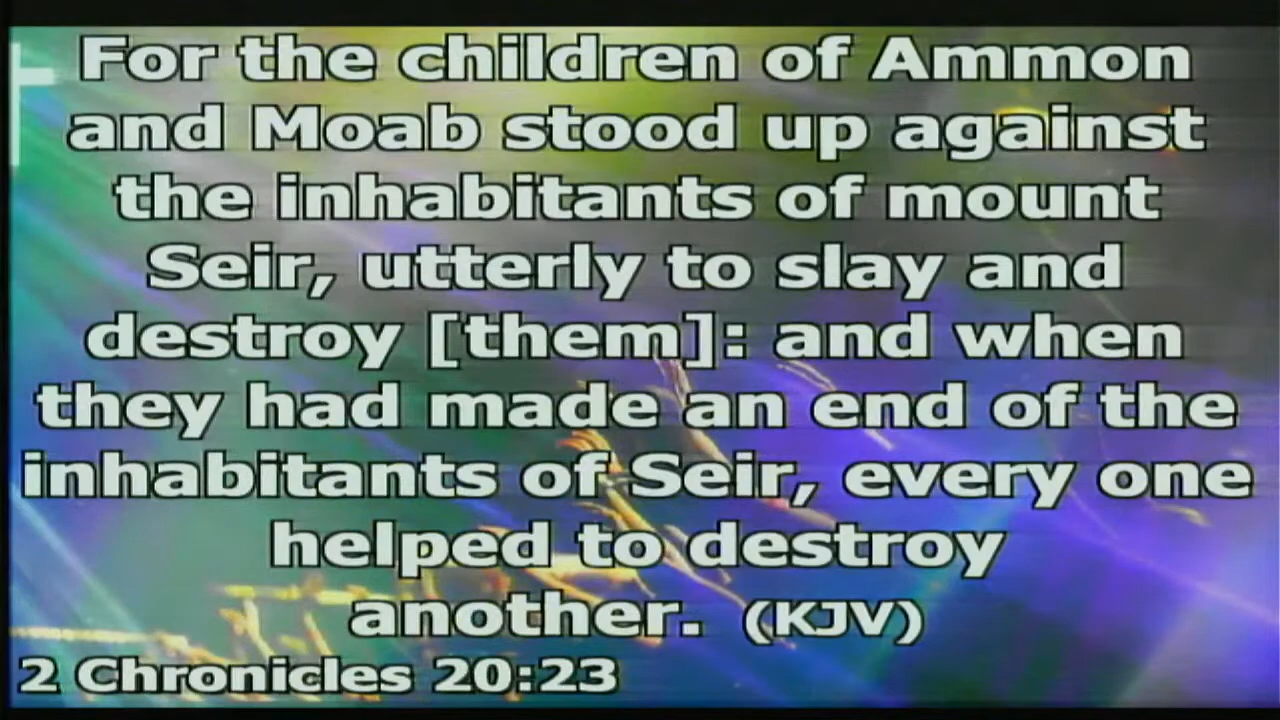 For the children of Ammon
and Moab stood up against
the inhabitants of mount
Seir, utterly to slay and
destroy [them]: and when
they had made an end of the
inhabitants of Seir, every one
helped to destroy
another. (KJV)
2 Chronicles 20:23